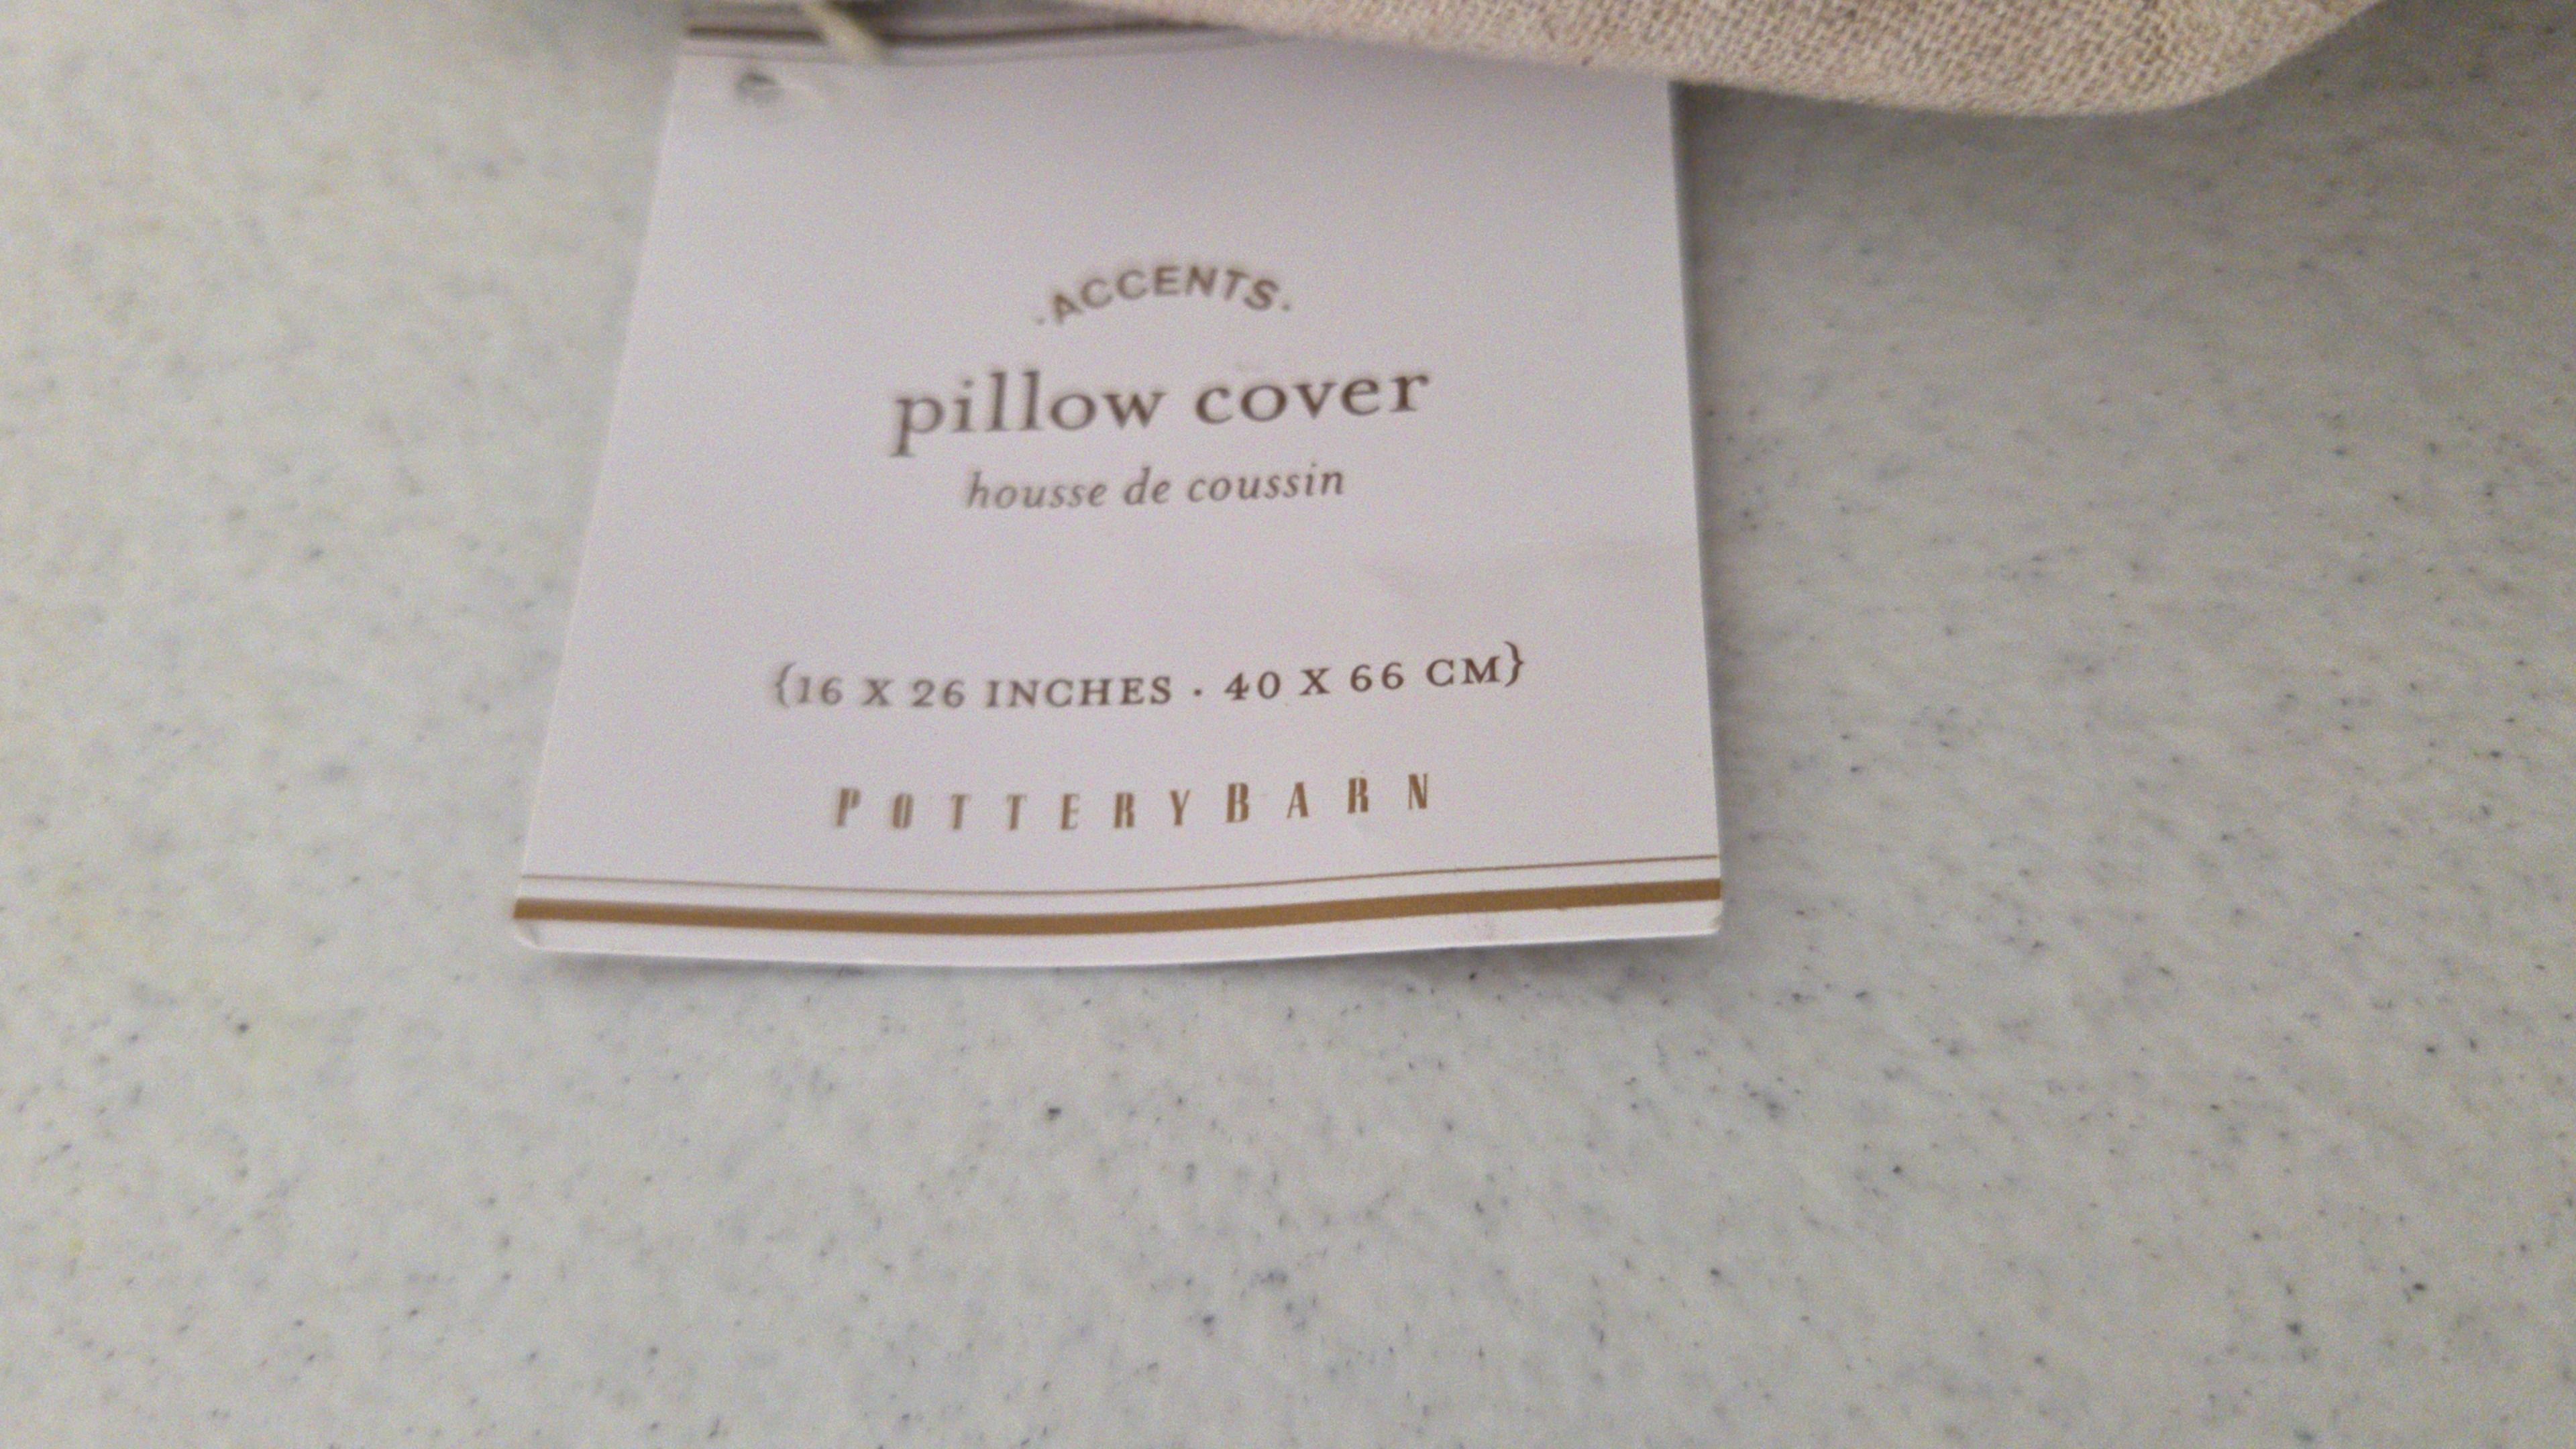 ·ACCENTS·
pillow cover
housse de coussin
{16 X 26 INCHES · 40 X 66 CM}
POTTERYBARN